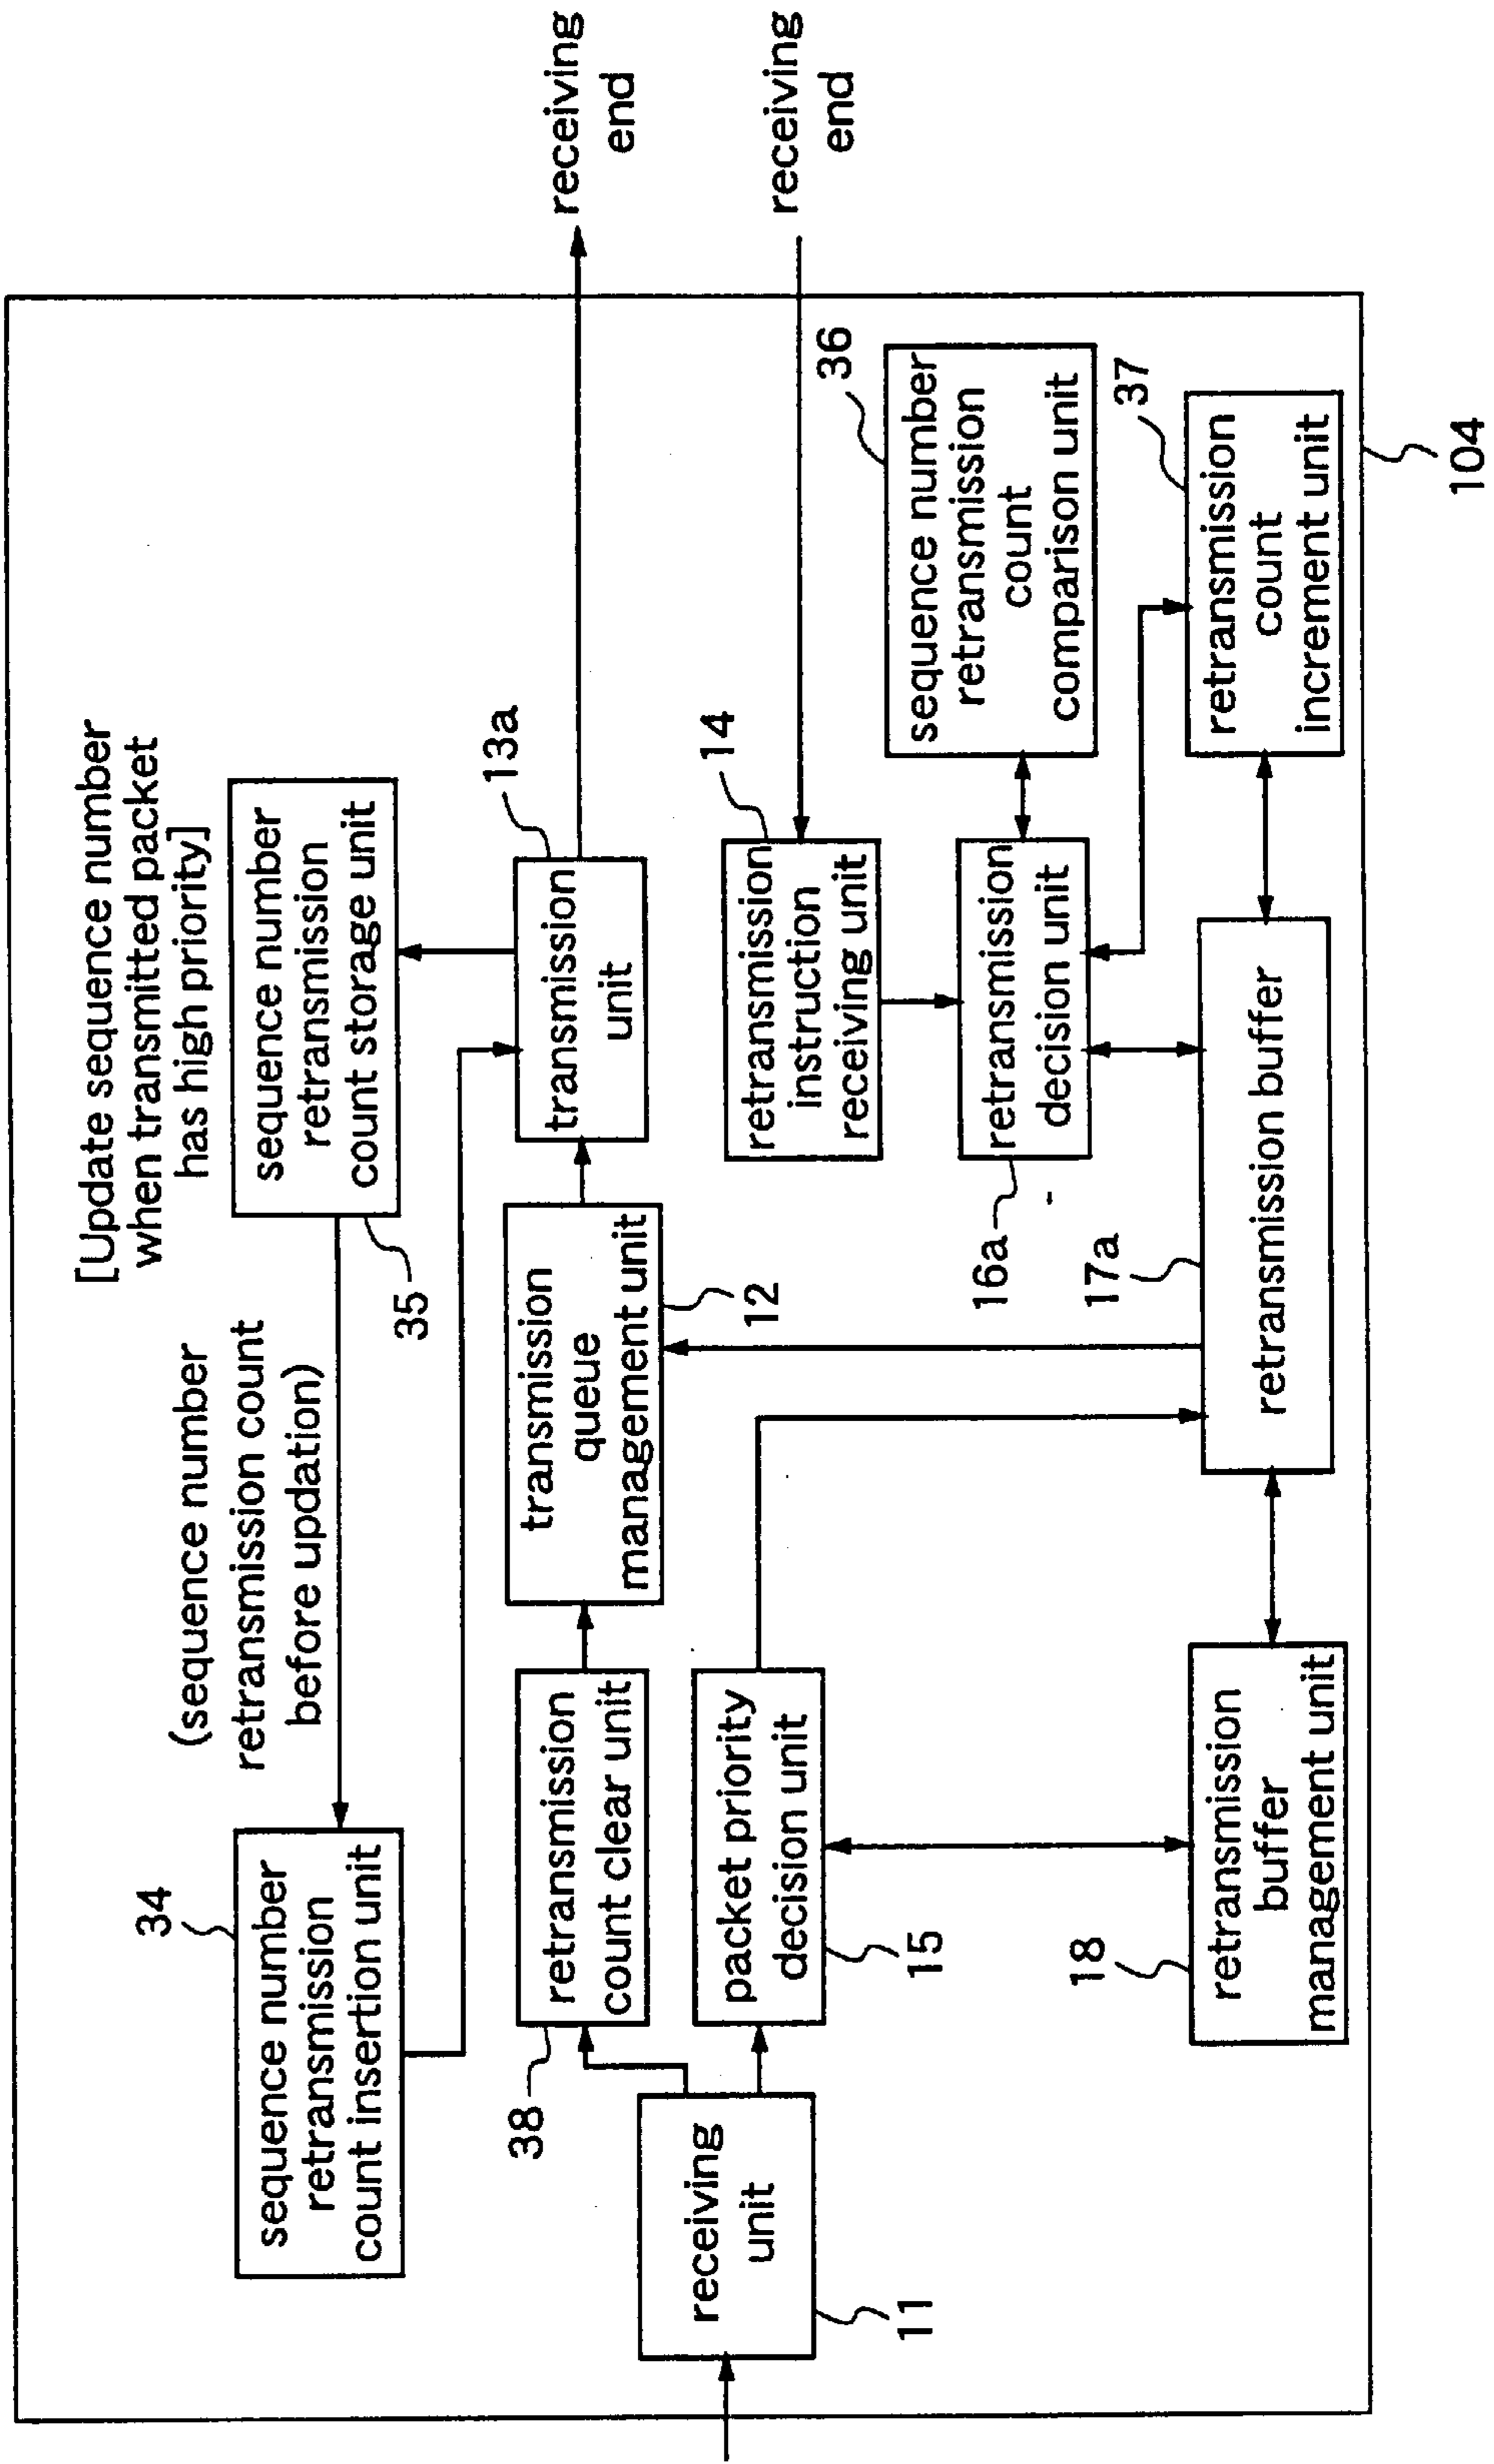 [Update sequence number
when transmitted packet
has high priority]
(sequence number
retransmission count
before updation)
34
sequence number
retransmission
count insertion unit
sequence number
retransmission
count storage unit
35
38
retransmission
count clear unit
transmission
queue
management unit
12
13a
transmission
unit
receiving
end
receiving
unit
11
packet priority
decision unit
15
14
retransmission
instruction
receiving unit
receiving
end
16a
retransmission
decision unit
36
sequence number
retransmission
count
comparison unit
18
retransmission
buffer
management unit
17a
retransmission buffer
37
retransmission
count
increment unit
104